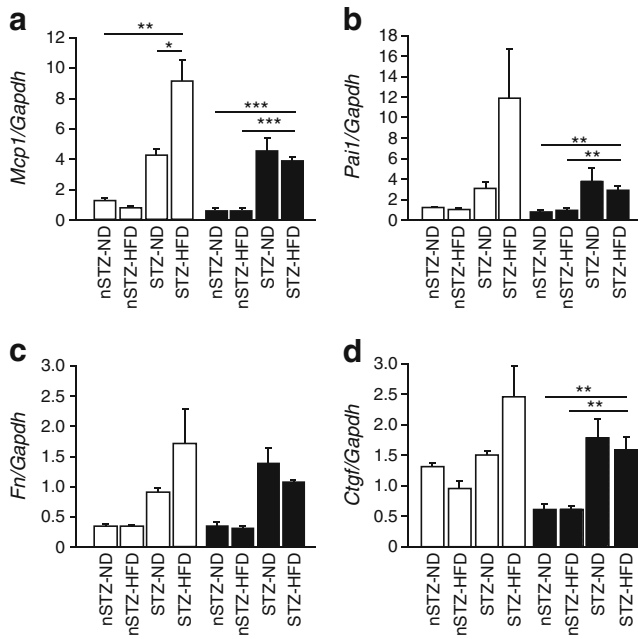 a
Mcp1/Gapdh
12
10
8
6
4
2
0
**
*
***
***
nSTZ-ND
nSTZ-HFD
STZ-ND
STZ-HFD
nSTZ-ND
nSTZ-HFD
STZ-ND
STZ-HFD
b
Pai1/Gapdh
18
16
14
12
10
8
6
4
2
0
**
**
nSTZ-ND
nSTZ-HFD
STZ-ND
STZ-HFD
nSTZ-ND
nSTZ-HFD
STZ-ND
STZ-HFD
c
Fn/Gapdh
3.0
2.5
2.0
1.5
1.0
0.5
0
nSTZ-ND
nSTZ-HFD
STZ-ND
STZ-HFD
nSTZ-ND
nSTZ-HFD
STZ-ND
STZ-HFD
d
Ctgf/Gapdh
3.0
2.5
2.0
1.5
1.0
0.5
0
**
**
nSTZ-ND
nSTZ-HFD
STZ-ND
STZ-HFD
nSTZ-ND
nSTZ-HFD
STZ-ND
STZ-HFD